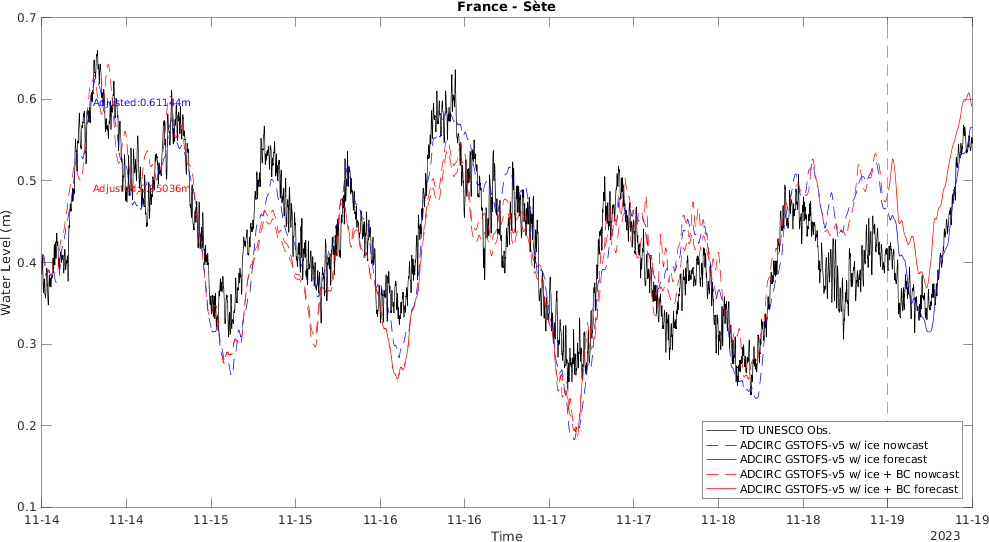 France - Sète
0.7
0.6
0.5
0.4
0.3
0.2
0.1
Water Level (m)
Adjusted:0.61144m
TD UNESCO Obs.
ADCIRC GSTOFS-v5 w/ ice nowcast
ADCIRC GSTOFS-v5 w/ ice forecast
ADCIRC GSTOFS-v5 w/ ice + BC nowcast
ADCIRC GSTOFS-v5 w/ ice + BC forecast
11-14 11-14 11-15 11-15 11-16 11-16 11-17 11-17 11-18 11-18 11-19 11-19
Time
2023